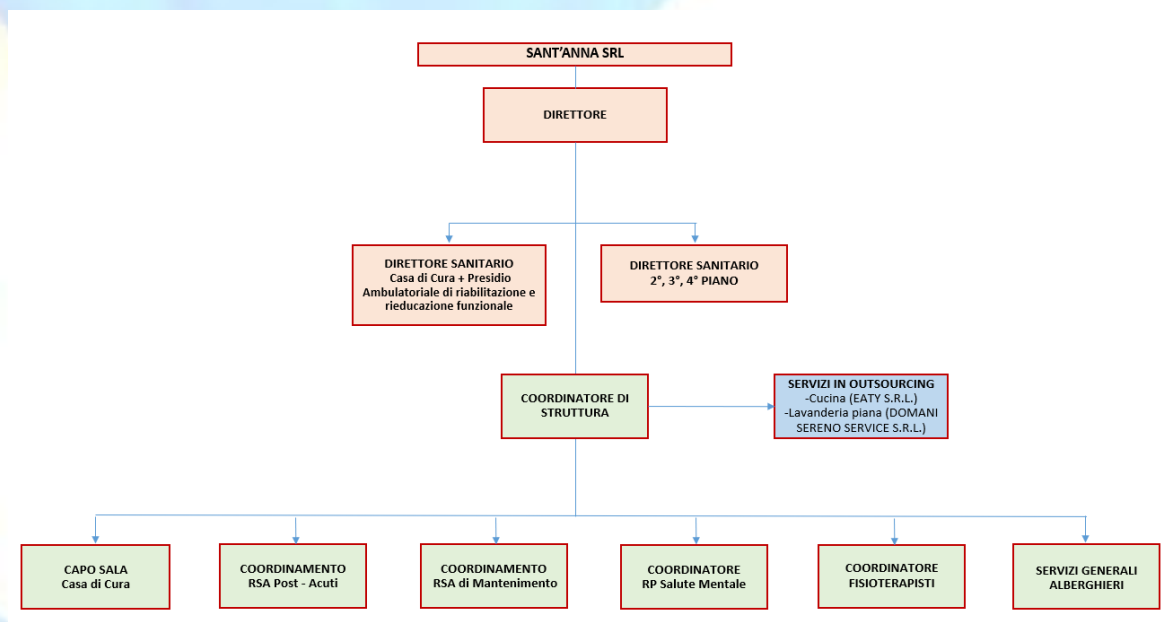 SANT'ANNA SRL
DIRETTORE
DIRETTORE SANITARIO
Casa di Cura + Presidio
Ambulatoriale di riabilitazione e
rieducazione funzionale
DIRETTORE SANITARIO
2°, 3°, 4° PIANO
COORDINATORE DI
STRUTTURA
SERVIZI IN OUTSOURCING
-Cucina (EATY S.R.L.)
-Lavanderia piana (DOMANI
SERENO SERVICE S.R.L.)
CAPO SALA
Casa di Cura
COORDINAMENTO
RSA Post - Acuti
COORDINAMENTO
RSA di Mantenimento
COORDINATORE
RP Salute Mentale
COORDINATORE
FISIOTERAPISTI
SERVIZI GENERALI
ALBERGHIERI